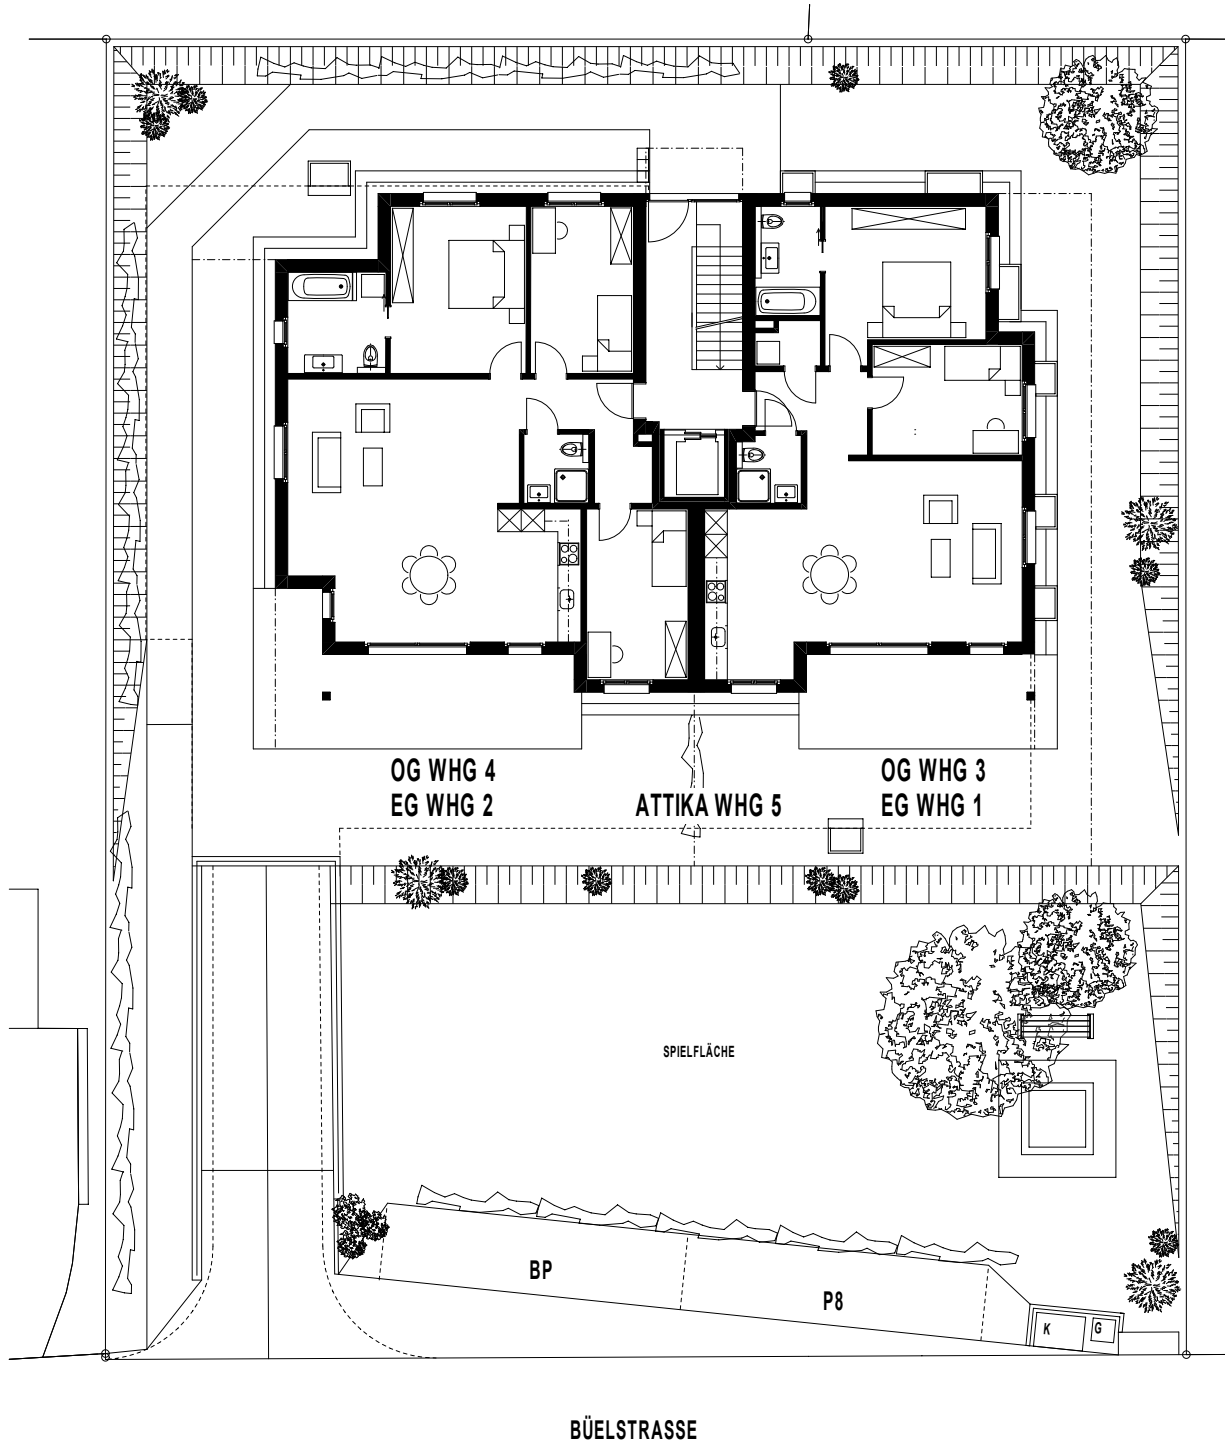 OG WHG 4
EG WHG 2
ATTIKA WHG 5
OG WHG 3
EG WHG 1
SPIELFLÄCHE
BP
P8
K
G
BÜELSTRASSE